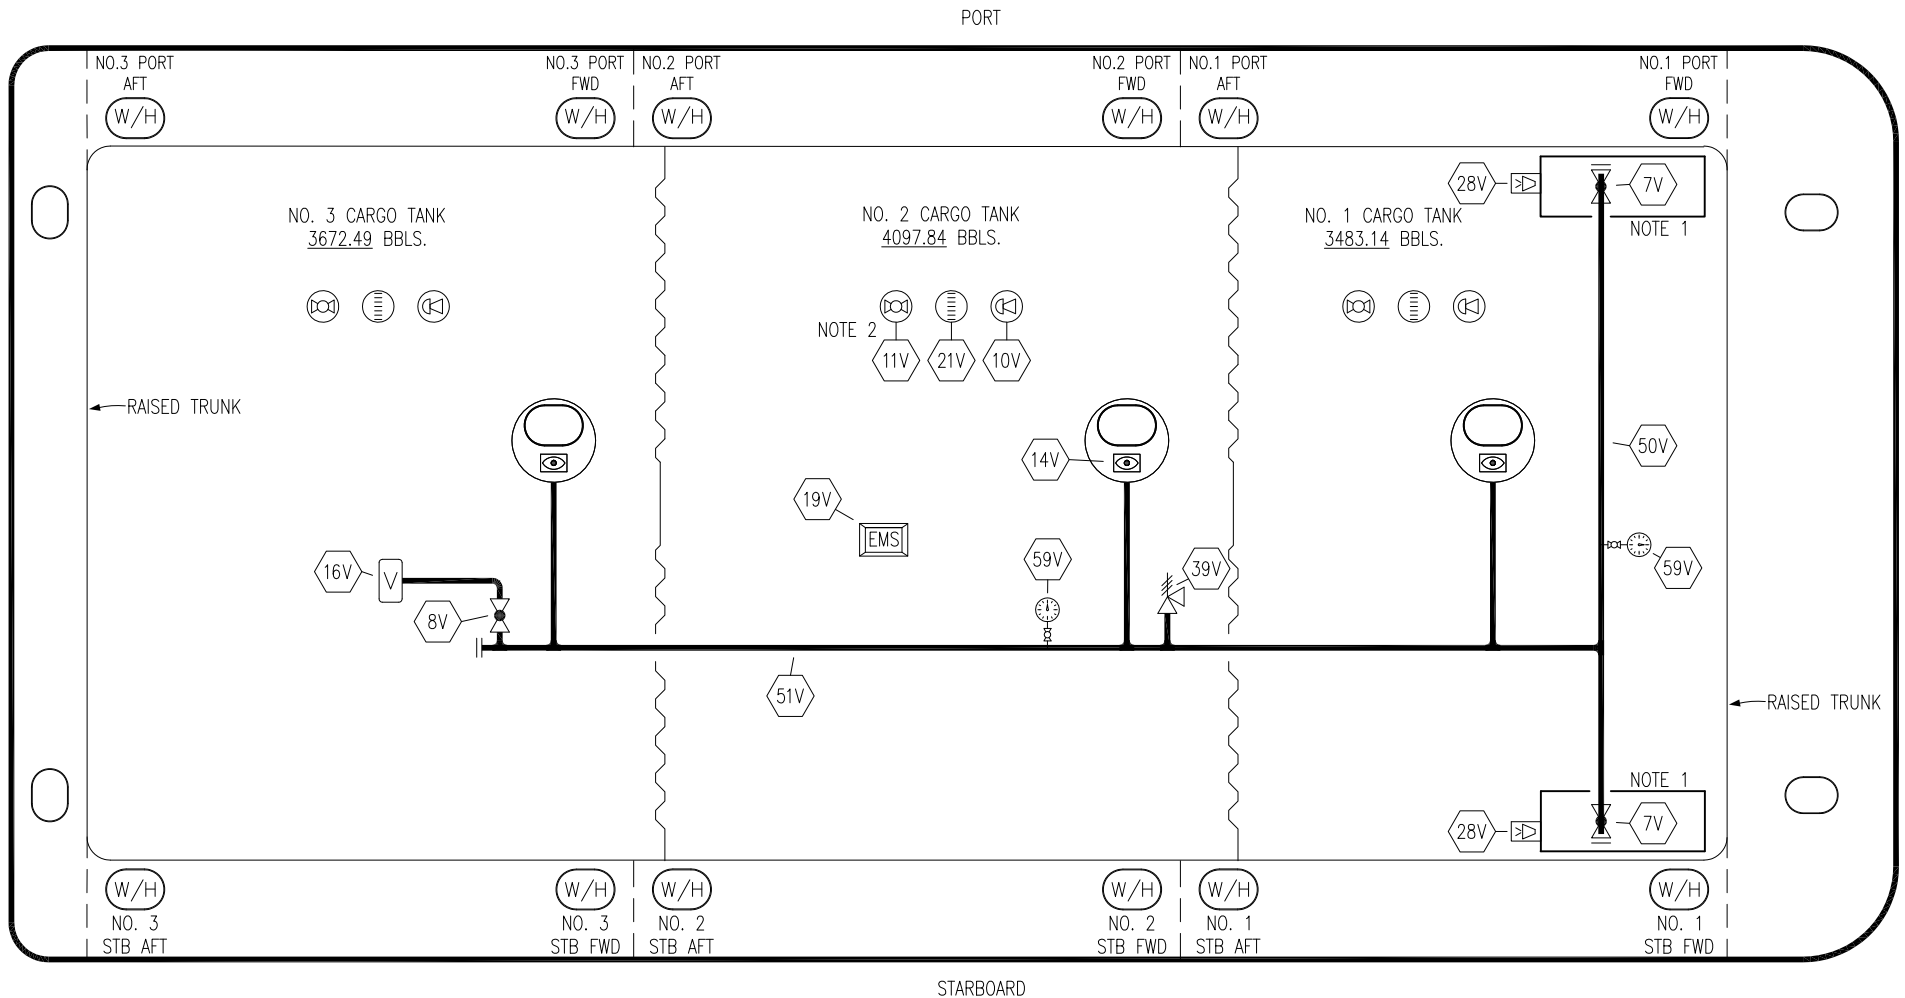 PORT
NO.3 PORT
AFT
W/H
NO.3 PORT
FWD
W/H
NO.2 PORT
AFT
W/H
NO.2 PORT
FWD
W/H
NO.1 PORT
AFT
W/H
NO.1 PORT
FWD
W/H
NO. 3 CARGO TANK
3672.49 BBLS.
NO. 2 CARGO TANK
4097.84 BBLS.
NO. 1 CARGO TANK
3483.14 BBLS.
28V
7V
NOTE 1
NOTE 2
11V
21V
10V
RAISED TRUNK
14V
50V
19V
EMS
16V
V
8V
59V
39V
59V
51V
RAISED TRUNK
NOTE 1
28V
7V
W/H
NO. 3
STB AFT
W/H
NO. 3
STB FWD
W/H
NO. 2
STB AFT
W/H
NO. 2
STB FWD
W/H
NO. 1
STB AFT
W/H
NO. 1
STB FWD
STARBOARD